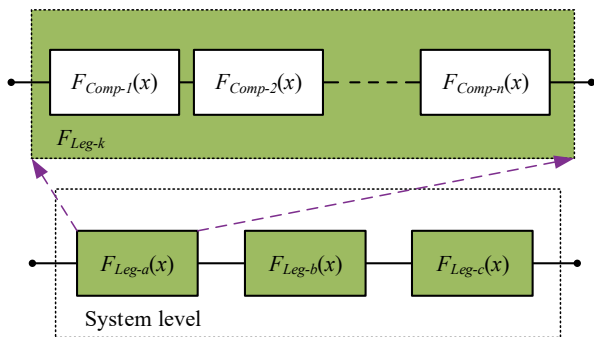 F_Comp-1(x) F_Comp-2(x) F_Comp-n(x)
F_Leg-k
F_Leg-a(x) F_Leg-b(x) F_Leg-c(x)
System level